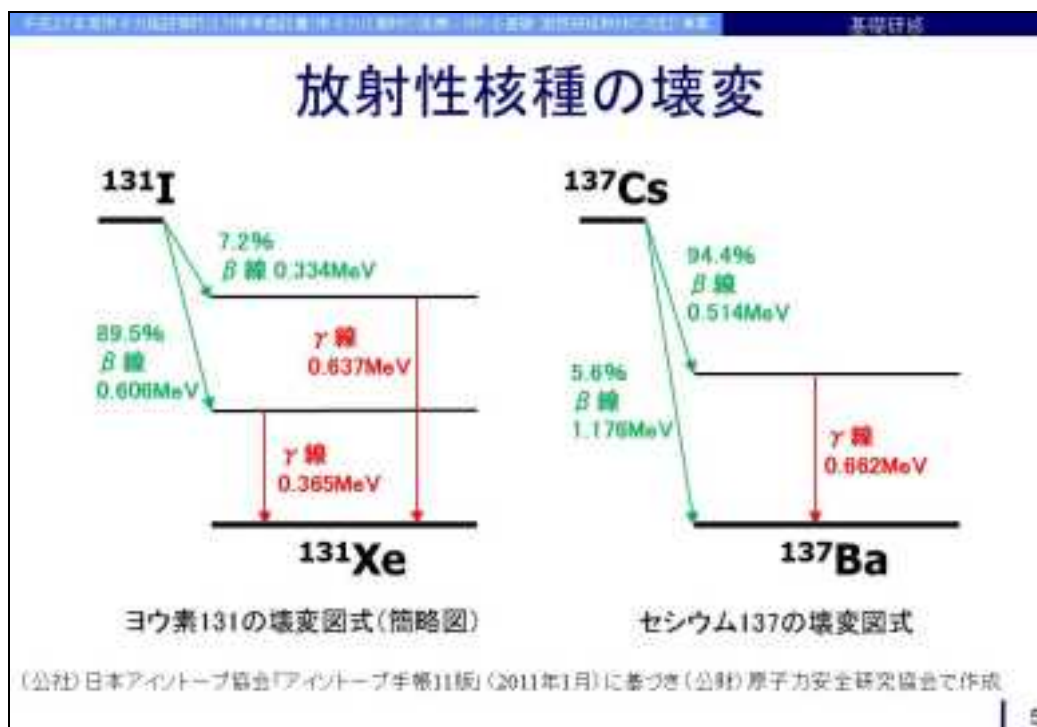 基礎研修
放射性核種の壊変
131I
7.2%
β線 0.334MeV
89.5%
β線
0.606MeV
γ線
0.637MeV
γ線
0.365MeV
131Xe
ヨウ素131の壊変図式(簡略図)
137Cs
94.4%
β線
0.514MeV
5.6%
β線
1.176MeV
γ線
0.662MeV
137Ba
セシウム137の壊変図式
(公社)日本アイソトープ協会「アイソトープ手帳11版」(2011年1月)に基づき(公財)原子力安全研究協会で作成
5